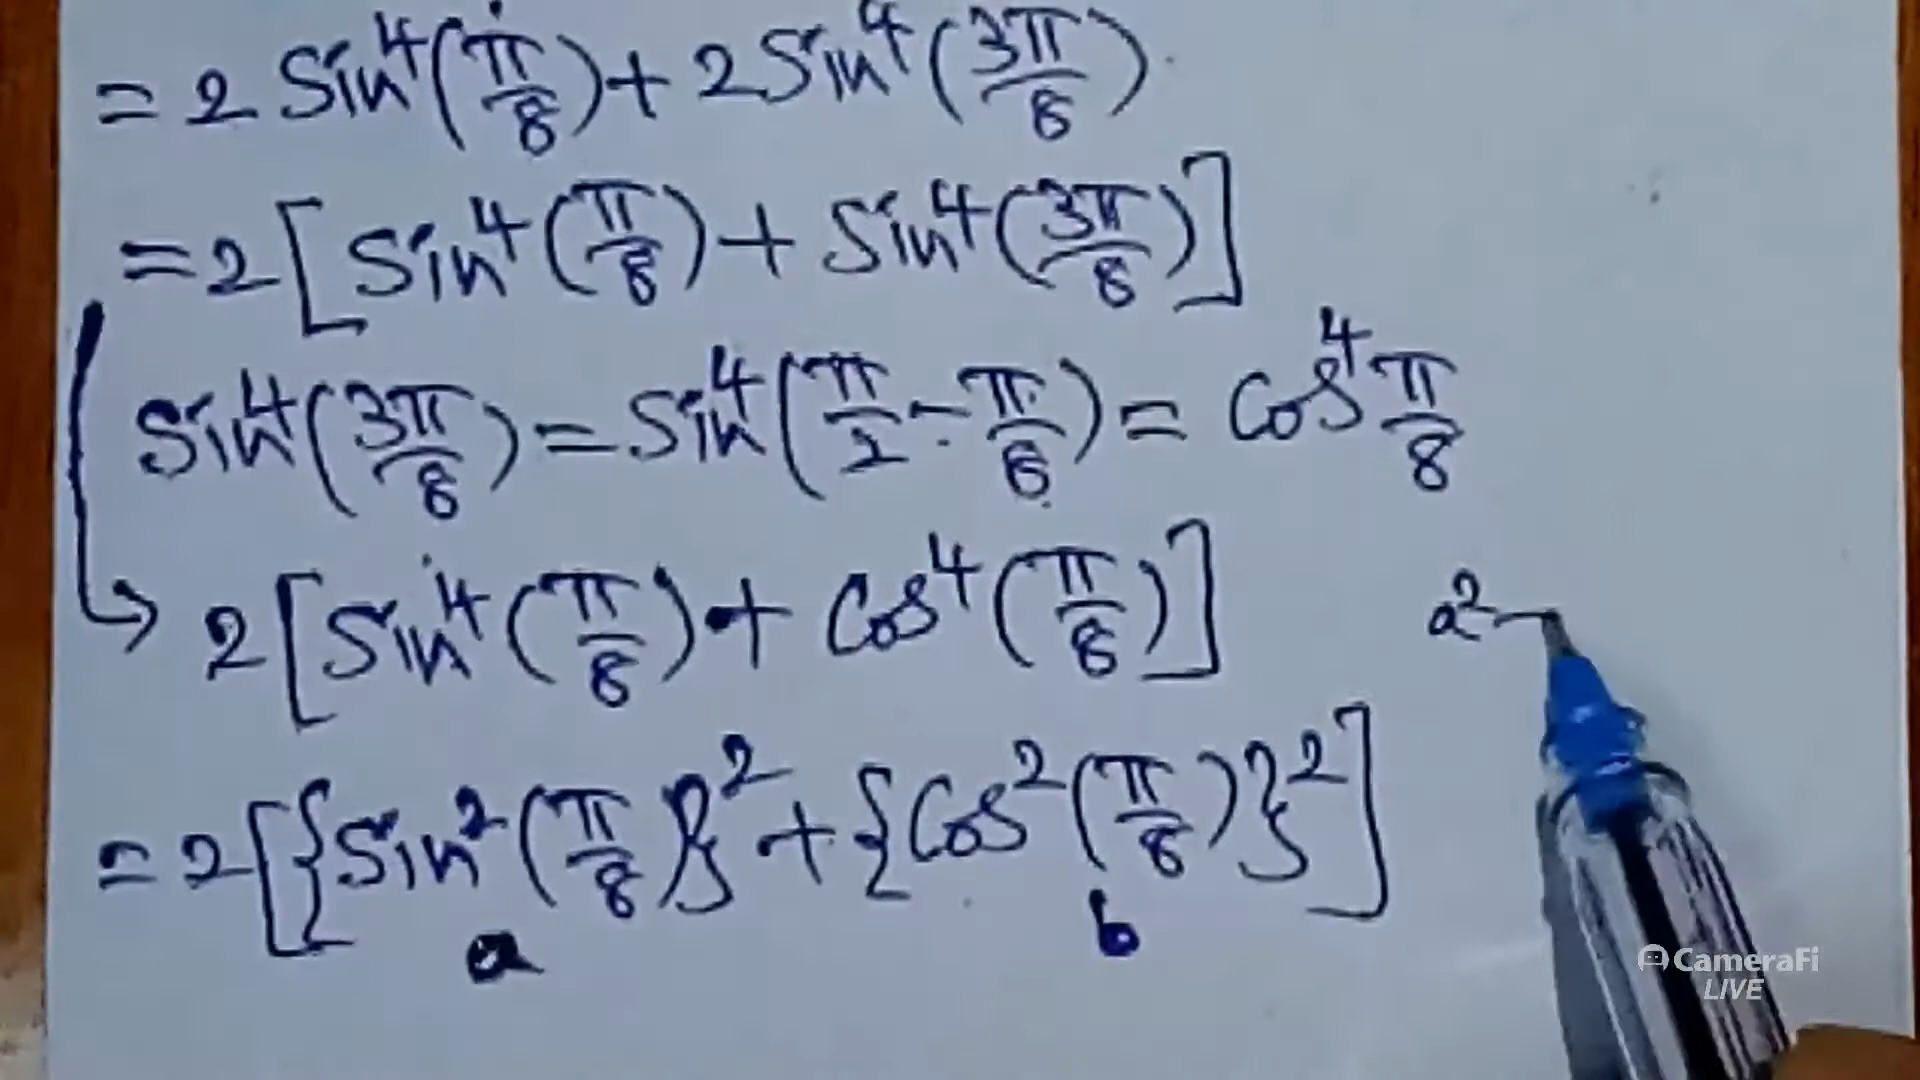 = 2 Sin⁴(π/8) + 2 Sin⁴(3π/8)
= 2[Sin⁴(π/8) + Sin⁴(3π/8)]
Sin⁴(3π/8) = Sin⁴(π/2 - π/8) = Cos⁴ π/8
2[Sin⁴(π/8) + Cos⁴(π/8)]
a²
= 2[{Sin²(π/8)}² + {Cos²(π/8)}²]
a b
CameraFi
LIVE